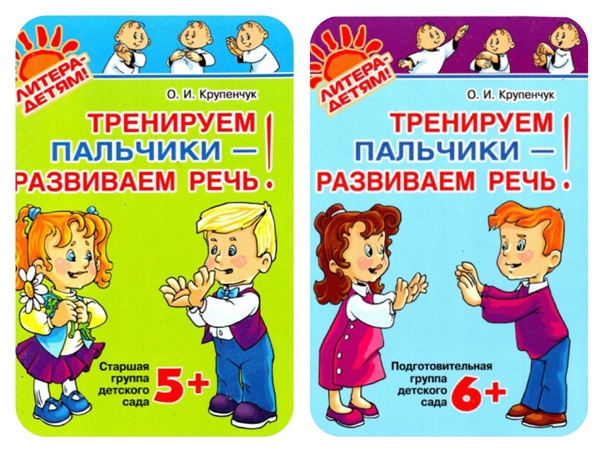 ЛИТЕРА-
ДЕТЯМ!
О. И. Крупенчук
ТРЕНИРУЕМ
ПАЛЬЧИКИ —
РАЗВИВАЕМ РЕЧЬ!
Старшая
группа
детского
сада
5+
ЛИТЕРА-
ДЕТЯМ!
О. И. Крупенчук
ТРЕНИРУЕМ
ПАЛЬЧИКИ —
РАЗВИВАЕМ РЕЧЬ!
Подготовительная
группа
детского
сада
6+